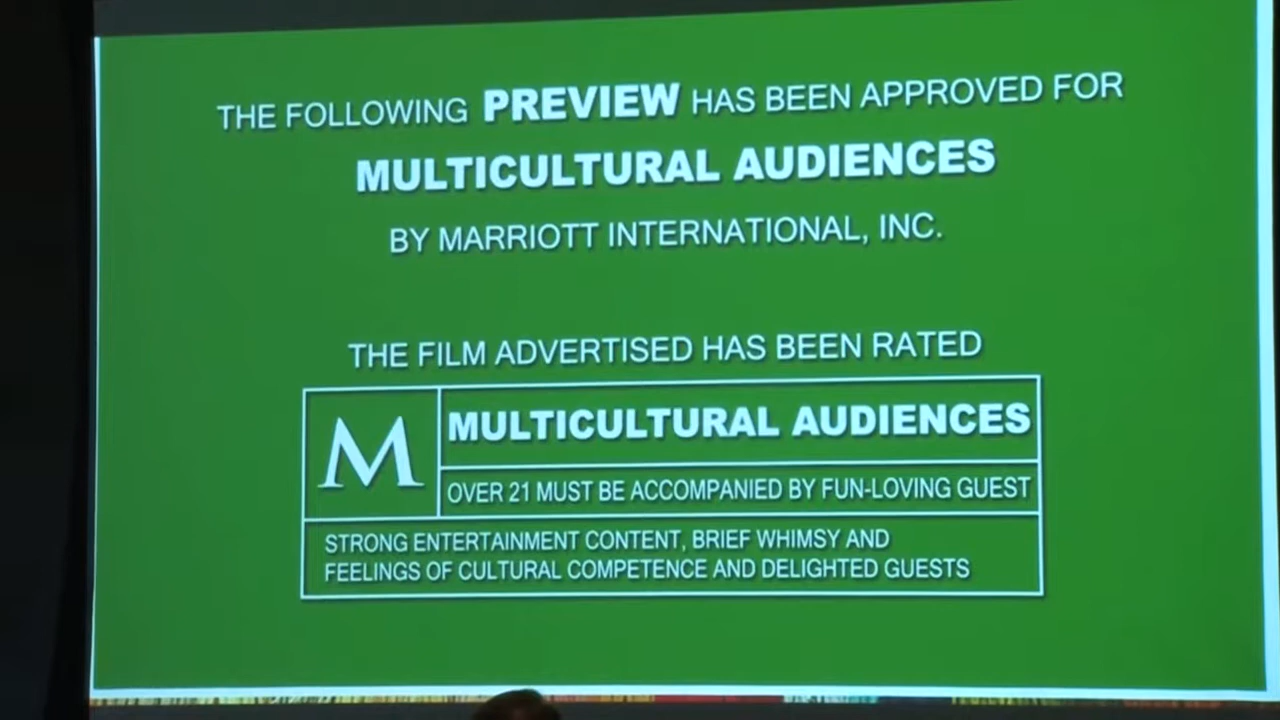 THE FOLLOWING PREVIEW HAS BEEN APPROVED FOR
MULTICULTURAL AUDIENCES
BY MARRIOTT INTERNATIONAL, INC.
THE FILM ADVERTISED HAS BEEN RATED
M
MULTICULTURAL AUDIENCES
OVER 21 MUST BE ACCOMPANIED BY FUN-LOVING GUEST
STRONG ENTERTAINMENT CONTENT, BRIEF WHIMSY AND
FEELINGS OF CULTURAL COMPETENCE AND DELIGHTED GUESTS